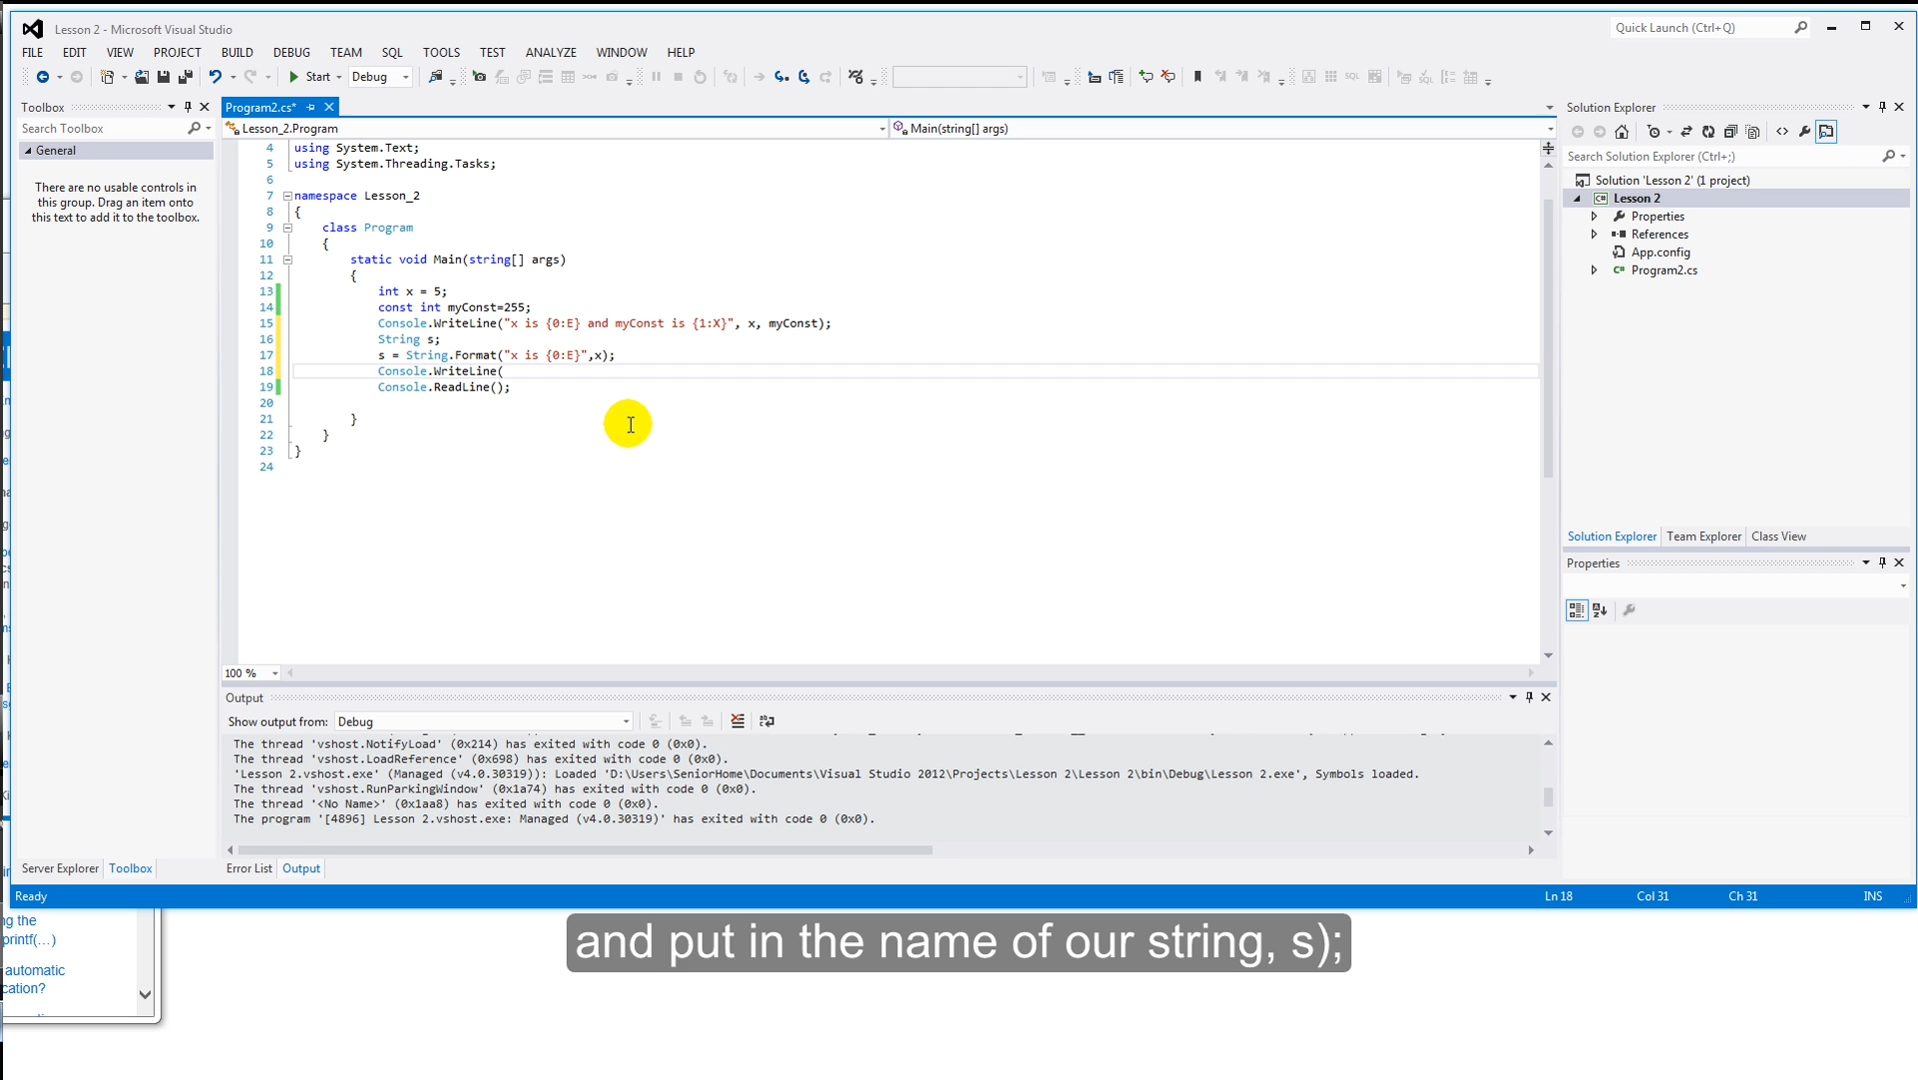 Lesson 2 - Microsoft Visual Studio
Quick Launch (Ctrl+Q)
FILE EDIT VIEW PROJECT BUILD DEBUG TEAM SQL TOOLS TEST ANALYZE WINDOW HELP
Start Debug
Toolbox
Search Toolbox
General
There are no usable controls in
this group. Drag an item onto
this text to add it to the toolbox.
Server Explorer Toolbox
Program2.cs*
Lesson_2.Program Main(string[] args)
4 using System.Text;
5 using System.Threading.Tasks;
6
7 namespace Lesson_2
8 {
9 class Program
10 {
11 static void Main(string[] args)
12 {
13 int x = 5;
14 const int myConst=255;
15 Console.WriteLine("x is {0:E} and myConst is {1:X}", x, myConst);
16 String s;
17 s = String.Format("x is {0:E}",x);
18 Console.WriteLine(
19 Console.ReadLine();
20
21 }
22 }
23 }
24
100 %
Output
Show output from: Debug
The thread 'vshost.NotifyLoad' (0x214) has exited with code 0 (0x0).
The thread 'vshost.LoadReference' (0x698) has exited with code 0 (0x0).
'Lesson 2.vshost.exe' (Managed (v4.0.30319)): Loaded 'D:\Users\SeniorHome\Documents\Visual Studio 2012\Projects\Lesson 2\Lesson 2\bin\Debug\Lesson 2.exe', Symbols loaded.
The thread 'vshost.RunParkingWindow' (0x1a74) has exited with code 0 (0x0).
The thread '<No Name>' (0x1aa8) has exited with code 0 (0x0).
The program '[4896] Lesson 2.vshost.exe: Managed (v4.0.30319)' has exited with code 0 (0x0).
Error List Output
Solution Explorer
Search Solution Explorer (Ctrl+;)
Solution 'Lesson 2' (1 project)
Lesson 2
Properties
References
App.config
Program2.cs
Solution Explorer Team Explorer Class View
Properties
Ready Ln 18 Col 31 Ch 31 INS
ng the
printf(…)
automatic
cation?
and put in the name of our string, s);